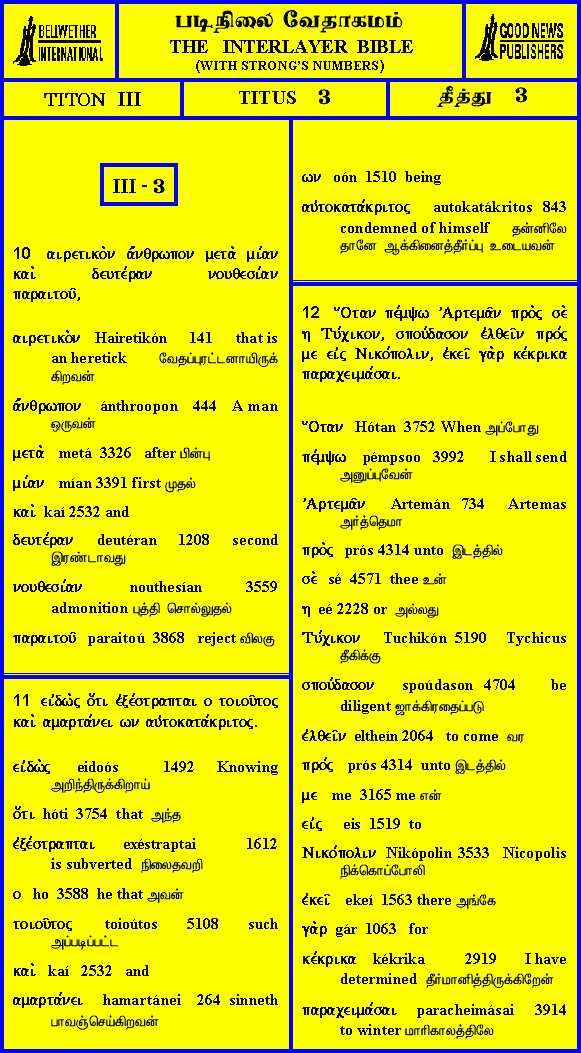 BELLWETHER
INTERNATIONAL
படிநிலை வேதாகமம்
THE INTERLAYER BIBLE
(WITH STRONG'S NUMBERS)
GOOD NEWS
PUBLISHERS
TITON III
TITUS 3
தீத்து 3
III - 3
10 αιρετικὸν ἄνθρωπον μετὰ μίαν
καὶ δευτέραν νουθεσίαν
παραιτοῦ,
αιρετικὸν Hairetikón 141 that is
an heretick வேதப்புரட்டனாயிருக்
கிறவன்
ἄνθρωπον ánthroopon 444 A man
ஒருவன்
μετὰ metá 3326 after பின்பு
μίαν mían 3391 first முதல்
καὶ kaí 2532 and
δευτέραν deutéran 1208 second
இரண்டாவது
νουθεσίαν nouthesían 3559
admonition புத்தி சொல்லுதல்
παραιτοῦ paraitoú 3868 reject விலகு
11 εἰδὼς ὅτι ἐξέστραπται ο τοιοῦτος
καὶ αμαρτάνει ων αὐτοκατάκριτος.
εἰδὼς eidoós 1492 Knowing
அறிந்திருக்கிறாய்
ὅτι hóti 3754 that அந்த
ἐξέστραπται exéstraptai 1612
is subverted நிலைதவறி
ο ho 3588 he that அவன்
τοιοῦτος toioútos 5108 such
அப்படிப்பட்ட
καὶ kaí 2532 and
αμαρτάνει hamartánei 264 sinneth
பாவஞ்செய்கிறவன்
ων oón 1510 being
αὐτοκατάκριτος autokatákritos 843
condemned of himself தன்னிலே
தானே ஆக்கினைத்தீர்ப்பு உடையவன்
12 Ὅταν πέμψω Ἀρτεμᾶν πρὸς σὲ
η Τύχικον, σπούδασον ἐλθεῖν πρός
με εἰς Νικόπολιν, ἐκεῖ γὰρ κέκρικα
παραχειμάσαι.
Ὅταν Hótan 3752 When அப்போது
πέμψω pémpsoo 3992 I shall send
அனுப்புவேன்
Ἀρτεμᾶν Artemán 734 Artemas
அர்த்தெமா
πρὸς prós 4314 unto இடத்தில்
σὲ sé 4571 thee உன்
η eé 2228 or அல்லது
Τύχικον Tuchikón 5190 Tychicus
தீகிக்கு
σπούδασον spoúdason 4704 be
diligent ஜாக்கிரதைப்படு
ἐλθεῖν eltheín 2064 to come வர
πρός prós 4314 unto இடத்தில்
με me 3165 me என்
εἰς eis 1519 to
Νικόπολιν Nikópolin 3533 Nicopolis
நிக்கொப்போலி
ἐκεῖ ekeí 1563 there அங்கே
γὰρ gár 1063 for
κέκρικα kékrika 2919 I have
determined தீர்மானித்திருக்கிறேன்
παραχειμάσαι paracheimásai 3914
to winter மாரிகாலத்திலே